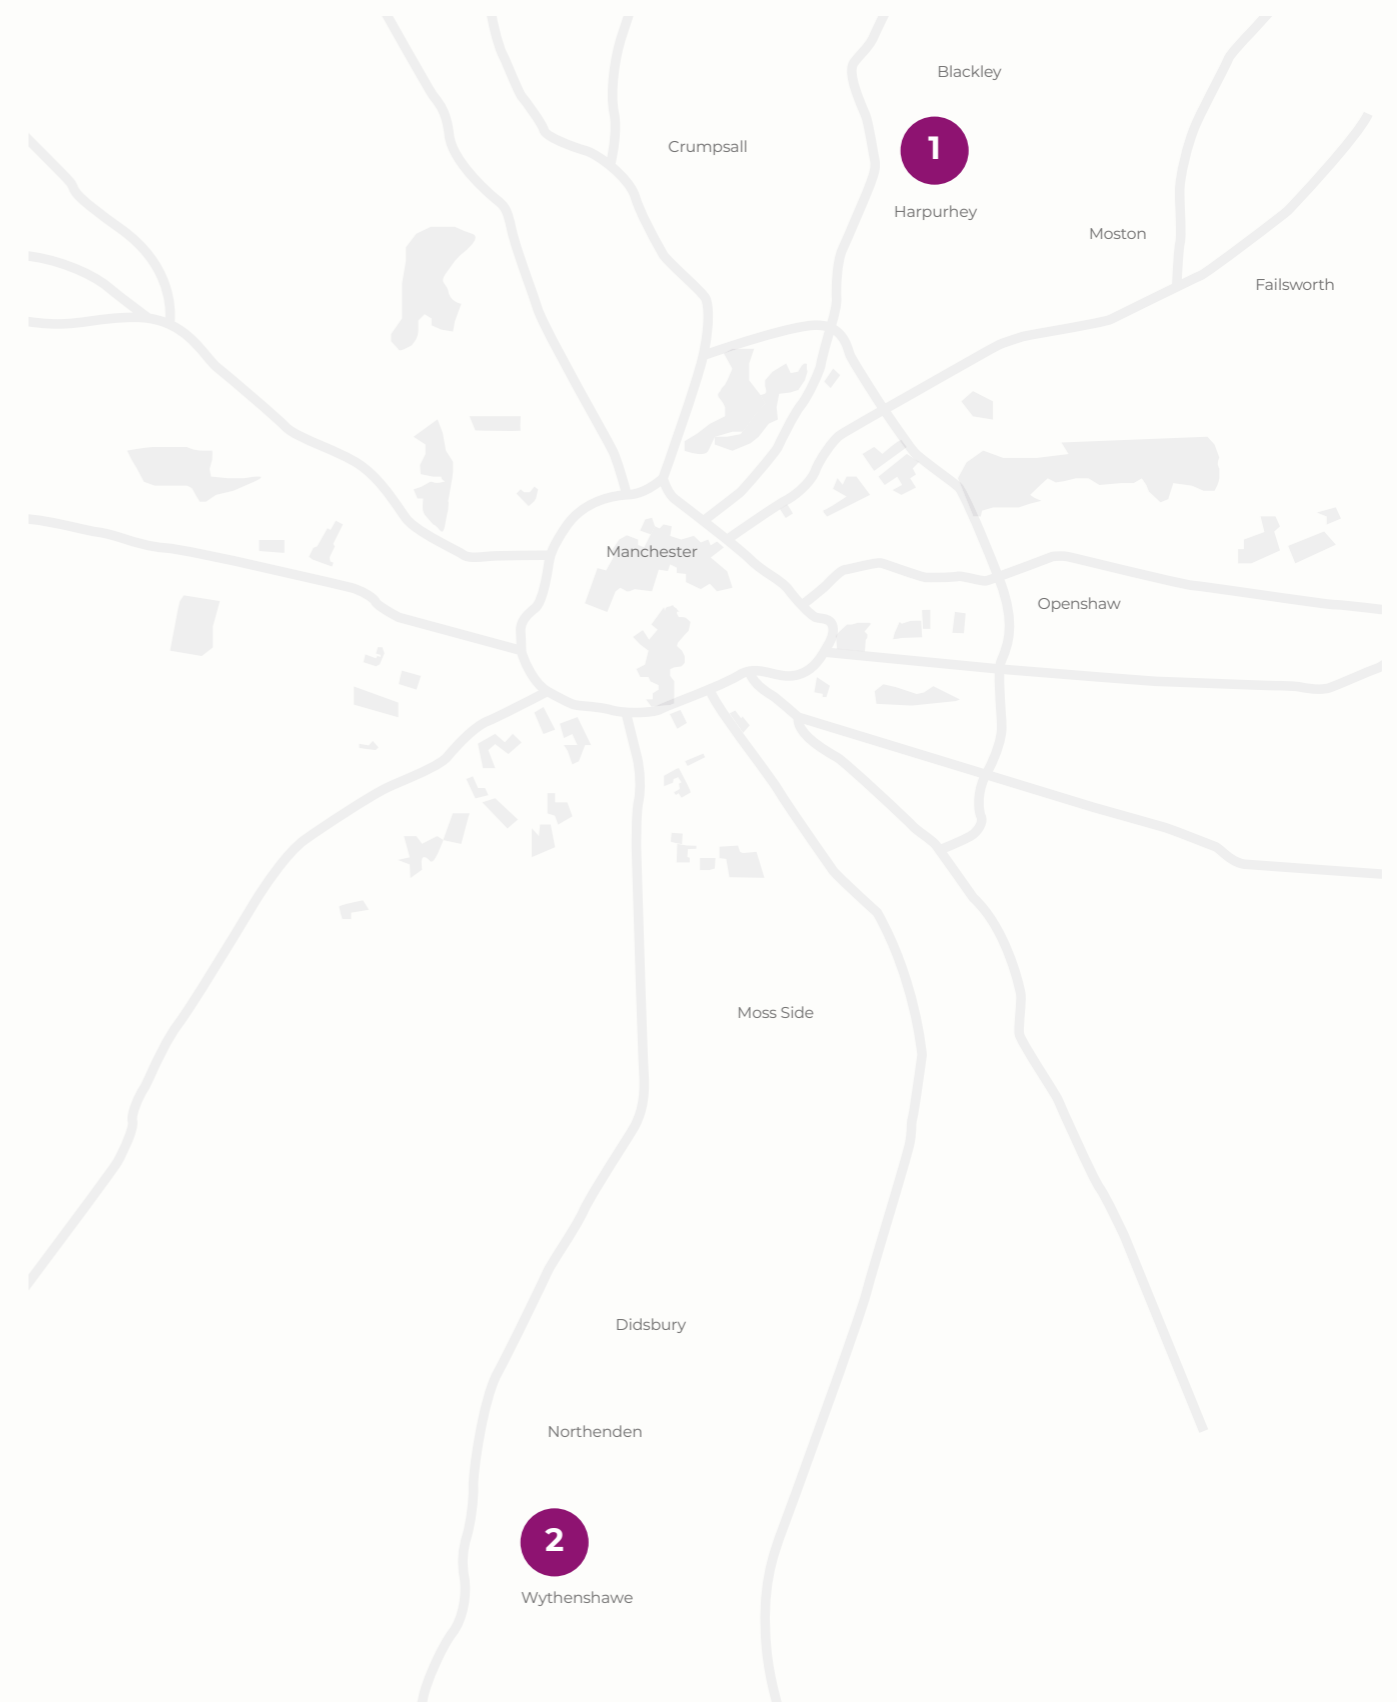 Blackley
1
Crumpsall
Harpurhey
Moston
Failsworth
Manchester
Openshaw
Moss Side
Didsbury
Northenden
2
Wythenshawe